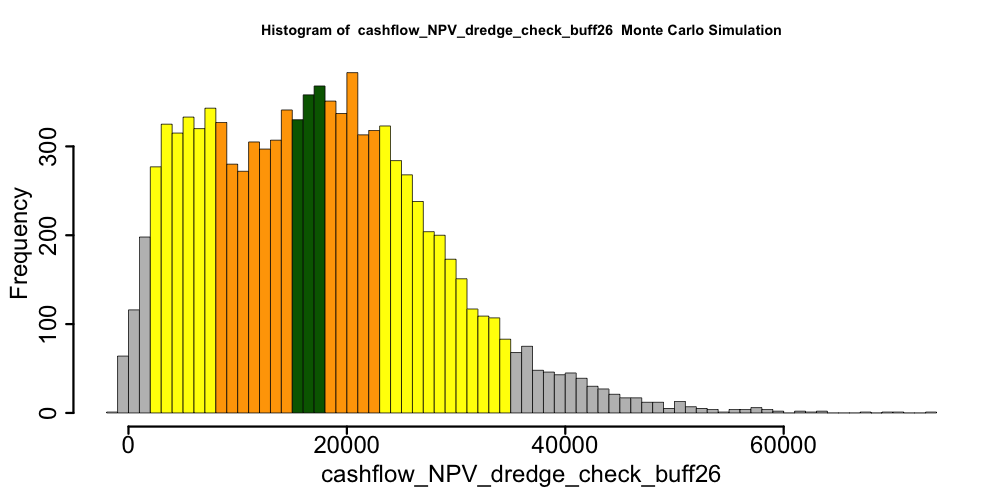 Histogram of  cashflow_NPV_dredge_check_buff26  Monte Carlo Simulation
Frequency
300
200
100
0
0 20000 40000 60000
cashflow_NPV_dredge_check_buff26